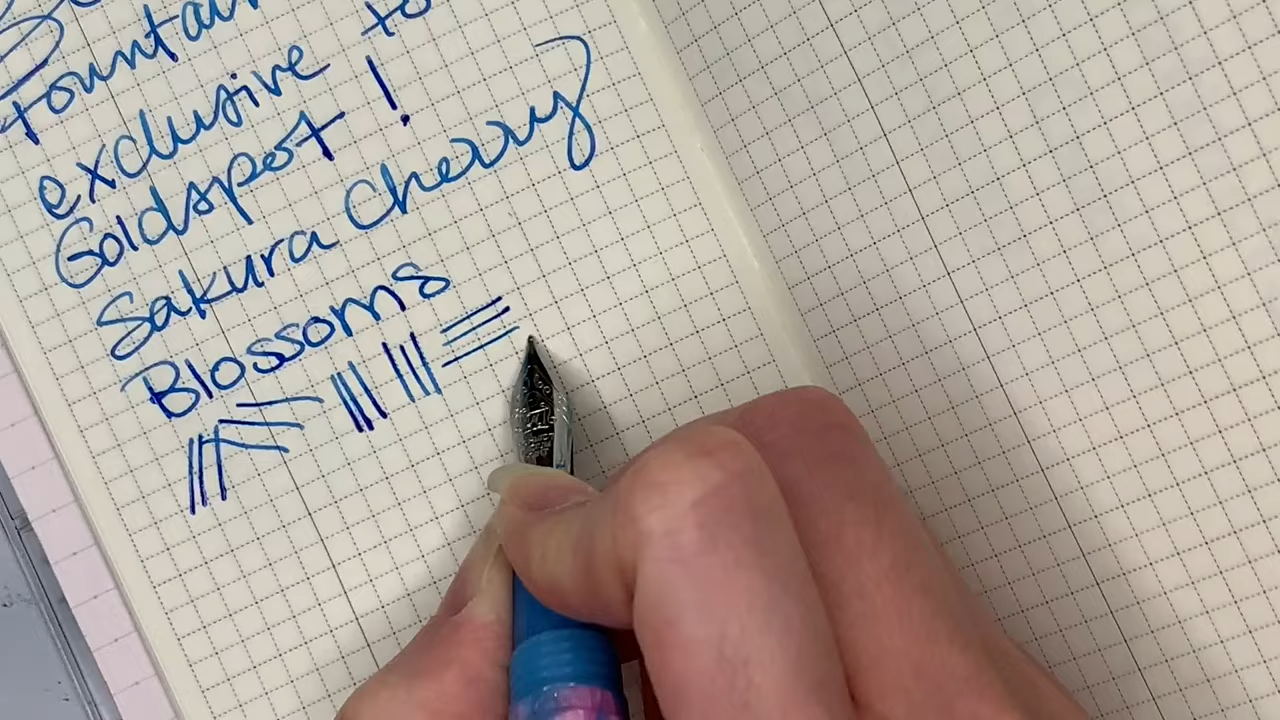 fountain
exclusive to
Goldspot!
Sakura Cherry
Blossoms